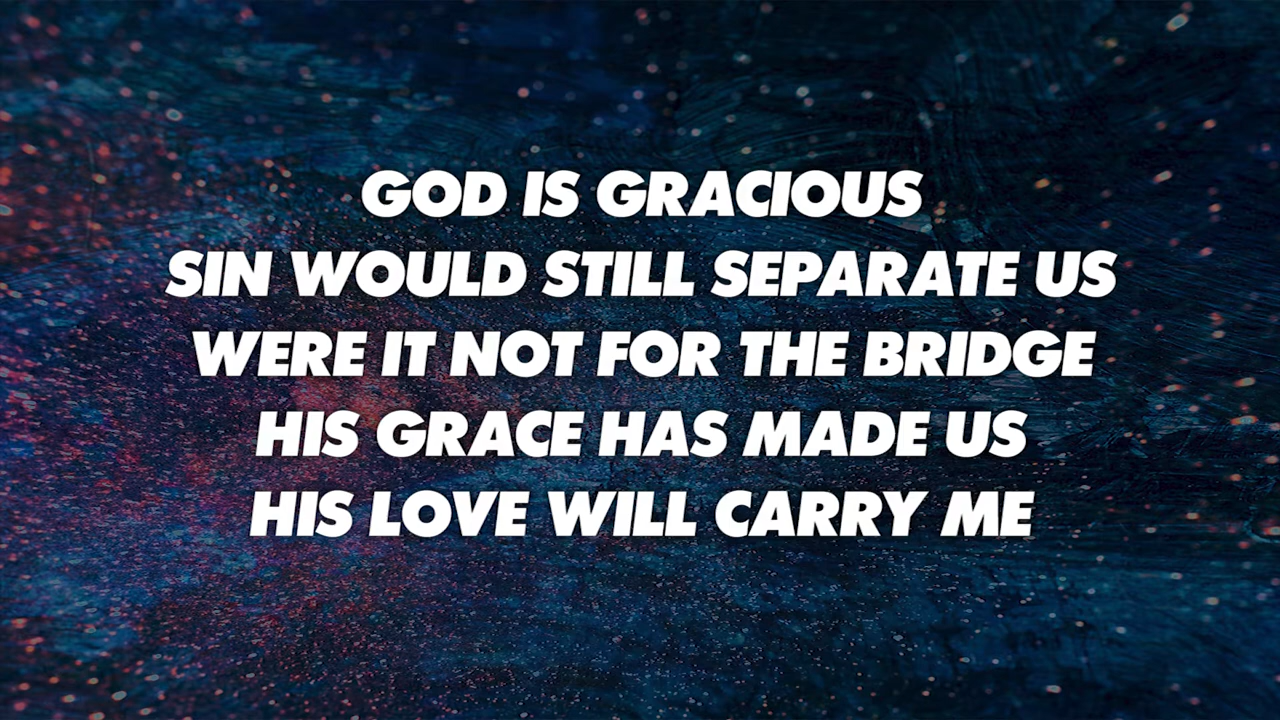 GOD IS GRACIOUS
SIN WOULD STILL SEPARATE US
WERE IT NOT FOR THE BRIDGE
HIS GRACE HAS MADE US
HIS LOVE WILL CARRY ME